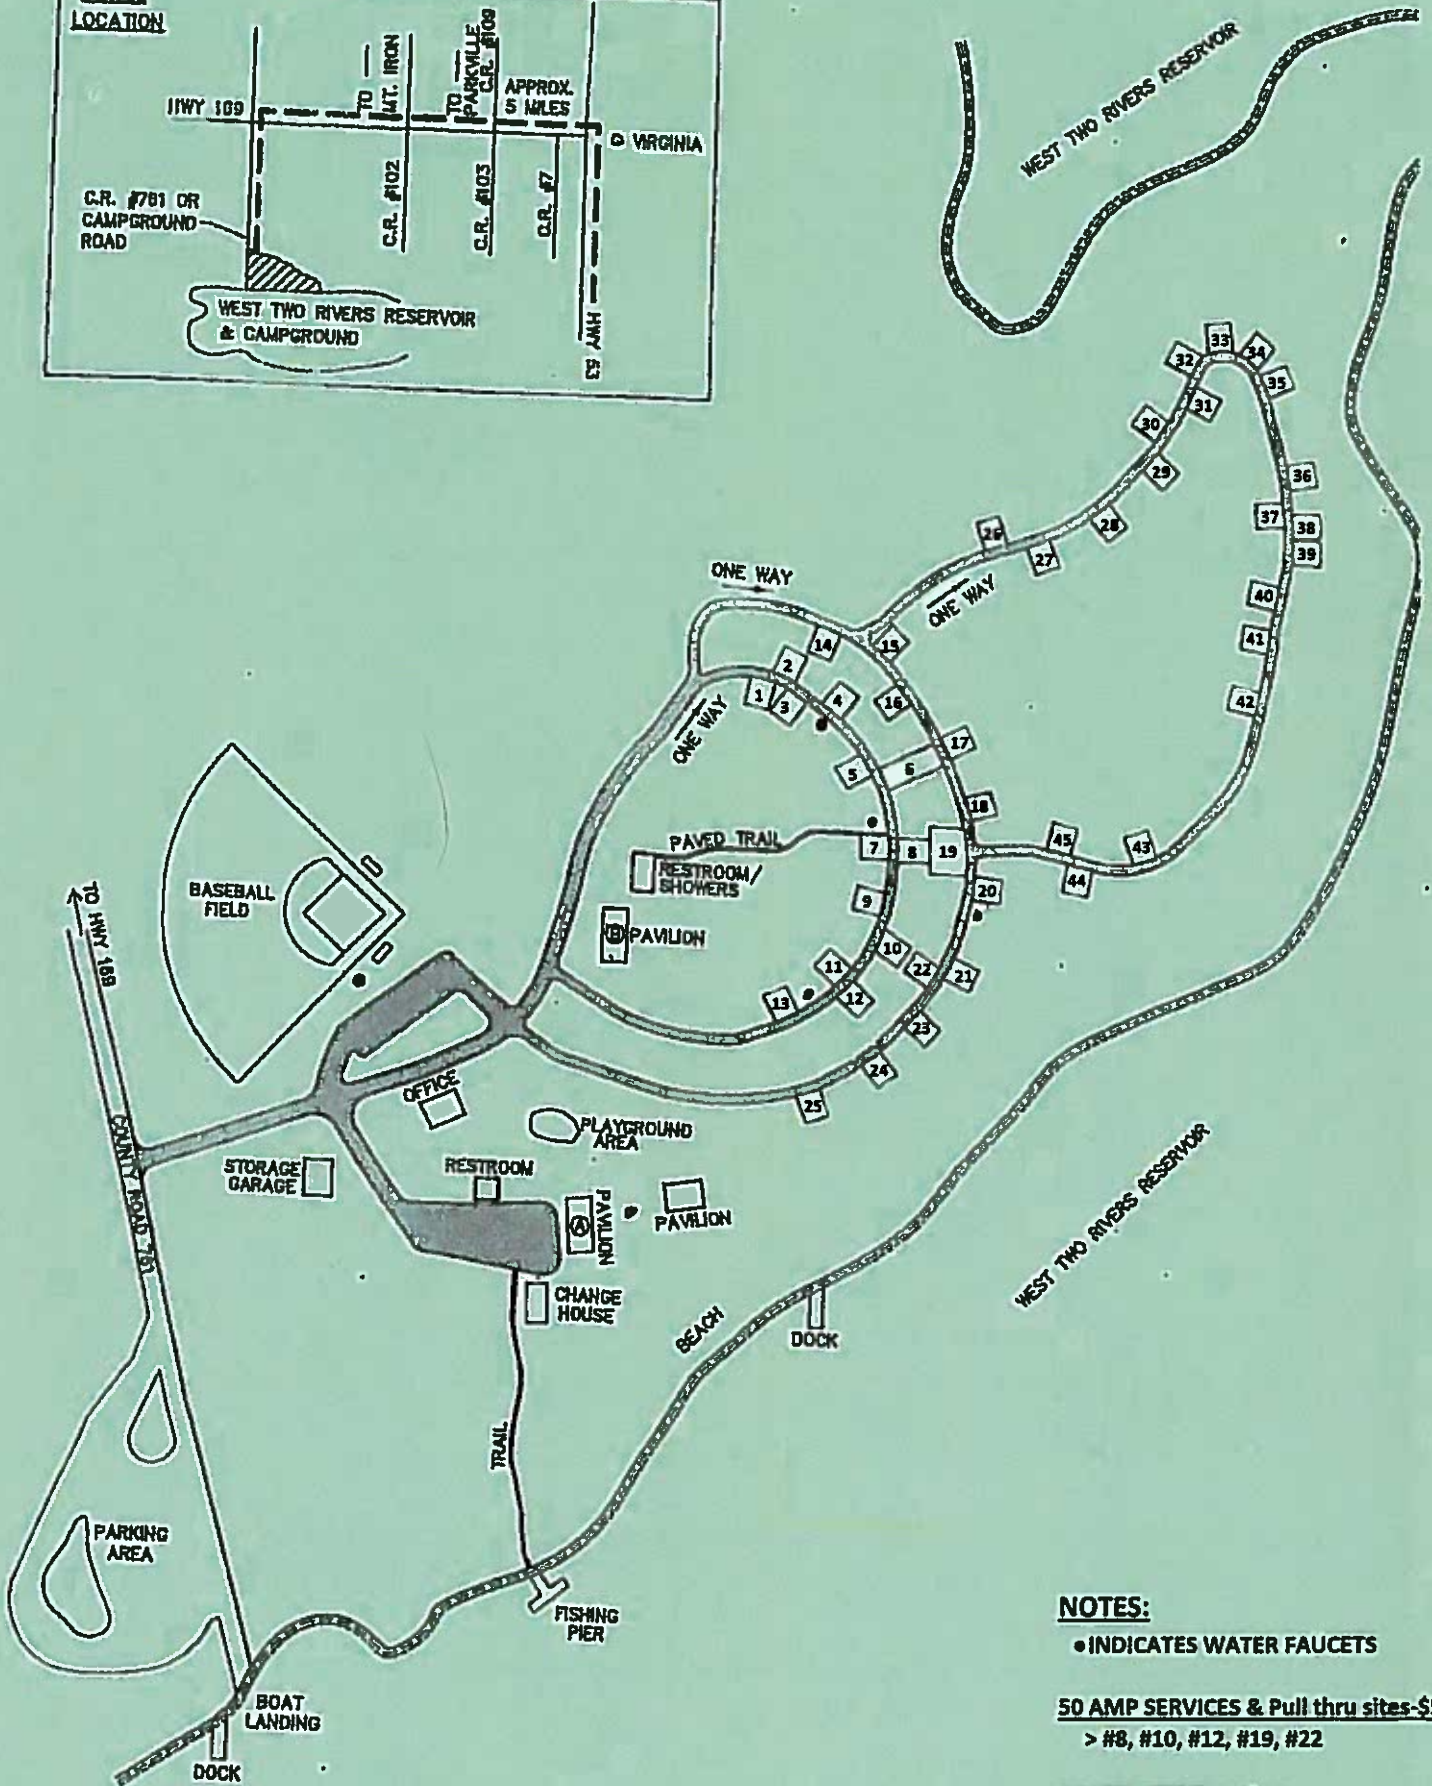 LOCATION
HWY 169
TO
MT. IRON
TO
PARKVILLE
C.R. #109
APPROX.
5 MILES
VIRGINIA
C.R. #781 OR
CAMPGROUND
ROAD
C.R. #102
C.R. #103
C.R. #7
HWY 53
WEST TWO RIVERS RESERVOIR
& CAMPGROUND
WEST TWO RIVERS RESERVOIR
33
34
32
35
31
30
29
36
37
38
28
26
39
27
ONE WAY
40
ONE WAY
41
14
15
2
42
1
3
4
16
ONE WAY
17
5
6
18
PAVED TRAIL
7
8
19
45
43
44
RESTROOM/
SHOWERS
20
BASEBALL
FIELD
9
B PAVILION
10
TO HWY 169
11
22
21
13
12
23
24
OFFICE
25
PLAYGROUND
AREA
COUNTY ROAD 781
STORAGE
GARAGE
RESTROOM
A
PAVILION
PAVILION
WEST TWO RIVERS RESERVOIR
CHANGE
HOUSE
BEACH
DOCK
TRAIL
PARKING
AREA
FISHING
PIER
BOAT
LANDING
DOCK
NOTES:
•INDICATES WATER FAUCETS
50 AMP SERVICES & Pull thru sites-$
> #8, #10, #12, #19, #22